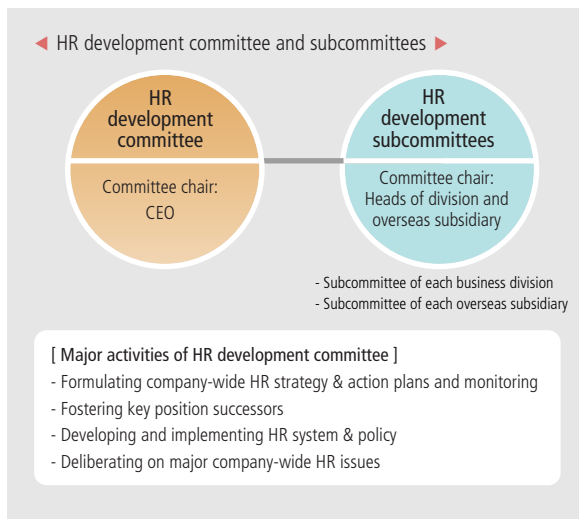 ◀ HR development committee and subcommittees ▶
HR
development
committee
Committee chair:
CEO
HR
development
subcommittees
Committee chair:
Heads of division and
overseas subsidiary
- Subcommittee of each business division
- Subcommittee of each overseas subsidiary
[ Major activities of HR development committee ]
- Formulating company-wide HR strategy & action plans and monitoring
- Fostering key position successors
- Developing and implementing HR system & policy
- Deliberating on major company-wide HR issues